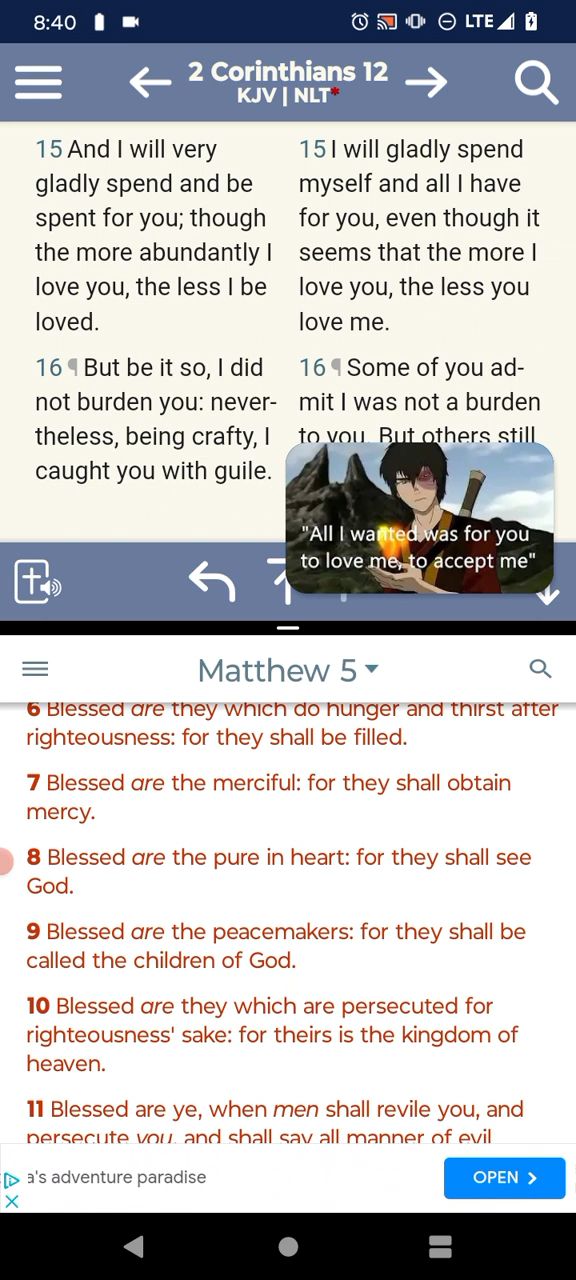 8:40
LTE
2 Corinthians 12
KJV | NLT*
15 And I will very
gladly spend and be
spent for you; though
the more abundantly I
love you, the less I be
loved.
16 ¶ But be it so, I did
not burden you: never-
theless, being crafty, I
caught you with guile.
15 I will gladly spend
myself and all I have
for you, even though it
seems that the more I
love you, the less you
love me.
16 ¶ Some of you ad-
mit I was not a burden
to you. But others still
"All I wanted was for you
to love me, to accept me"
Matthew 5
6 Blessed are they which do hunger and thirst after
righteousness: for they shall be filled.
7 Blessed are the merciful: for they shall obtain
mercy.
8 Blessed are the pure in heart: for they shall see
God.
9 Blessed are the peacemakers: for they shall be
called the children of God.
10 Blessed are they which are persecuted for
righteousness' sake: for theirs is the kingdom of
heaven.
11 Blessed are ye, when men shall revile you, and
persecute you, and shall say all manner of evil
a's adventure paradise
OPEN